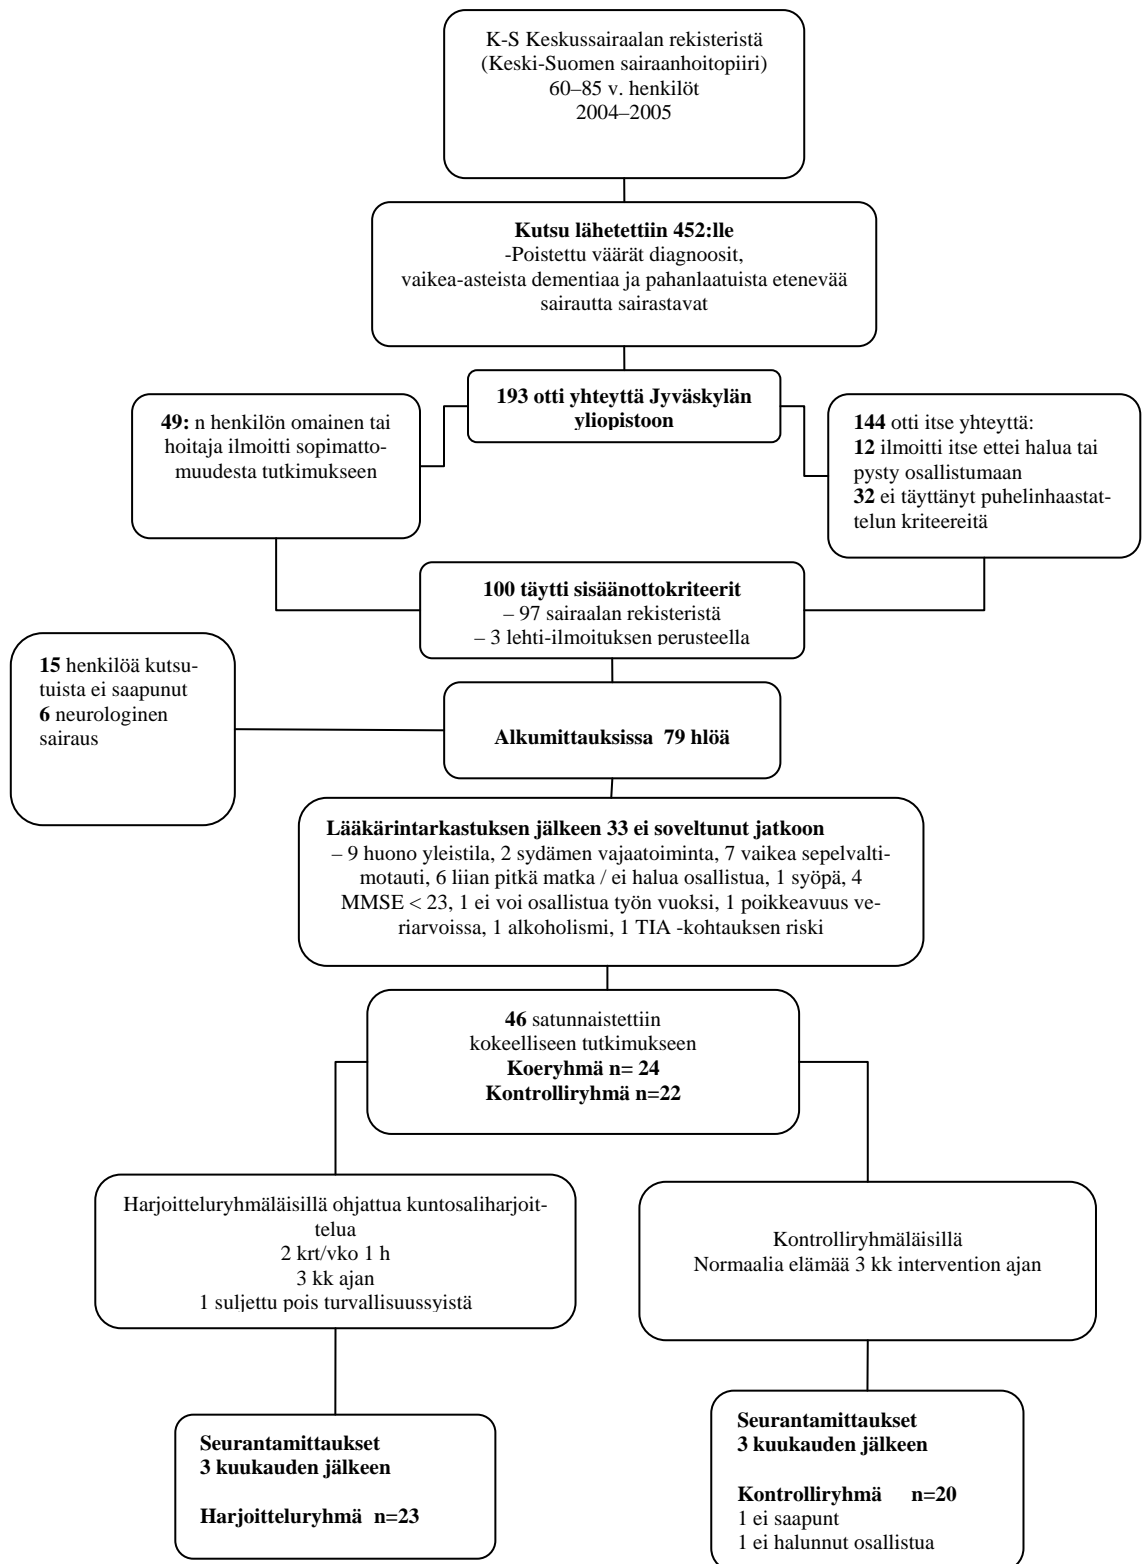 K-S Keskussairaalan rekisteristä
(Keski-Suomen sairaanhoitopiiri)
60–85 v. henkilöt
2004–2005
Kutsu lähetettiin 452:lle
-Poistettu väärät diagnoosit,
vaikea-asteista dementiaa ja pahanlaatuista etenevää
sairautta sairastavat
193 otti yhteyttä Jyväskylän
yliopistoon
49: n henkilön omainen tai
hoitaja ilmoitti sopimatto-
muudesta tutkimukseen
144 otti itse yhteyttä:
12 ilmoitti itse ettei halua tai
pysty osallistumaan
32 ei täyttänyt puhelinhaastat-
telun kriteereitä
100 täytti sisäänottokriteerit
– 97 sairaalan rekisteristä
– 3 lehti-ilmoituksen perusteella
15 henkilöä kutsu-
tuista ei saapunut
6 neurologinen
sairaus
Alkumittauksissa 79 hlöä
Lääkärintarkastuksen jälkeen 33 ei soveltunut jatkoon
– 9 huono yleistila, 2 sydämen vajaatoiminta, 7 vaikea sepelvalti-
motauti, 6 liian pitkä matka / ei halua osallistua, 1 syöpä, 4
MMSE < 23, 1 ei voi osallistua työn vuoksi, 1 poikkeavuus ve-
riarvoissa, 1 alkoholismi, 1 TIA -kohtauksen riski
46 satunnaistettiin
kokeelliseen tutkimukseen
Koeryhmä n= 24
Kontrolliryhmä n=22
Harjoitteluryhmäläisillä ohjattua kuntosaliharjoit-
telua
2 krt/vko 1 h
3 kk ajan
1 suljettu pois turvallisuussyistä
Kontrolliryhmäläisillä
Normaalia elämää 3 kk intervention ajan
Seurantamittaukset
3 kuukauden jälkeen
Harjoitteluryhmä n=23
Seurantamittaukset
3 kuukauden jälkeen
Kontrolliryhmä n=20
1 ei saapunt
1 ei halunnut osallistua